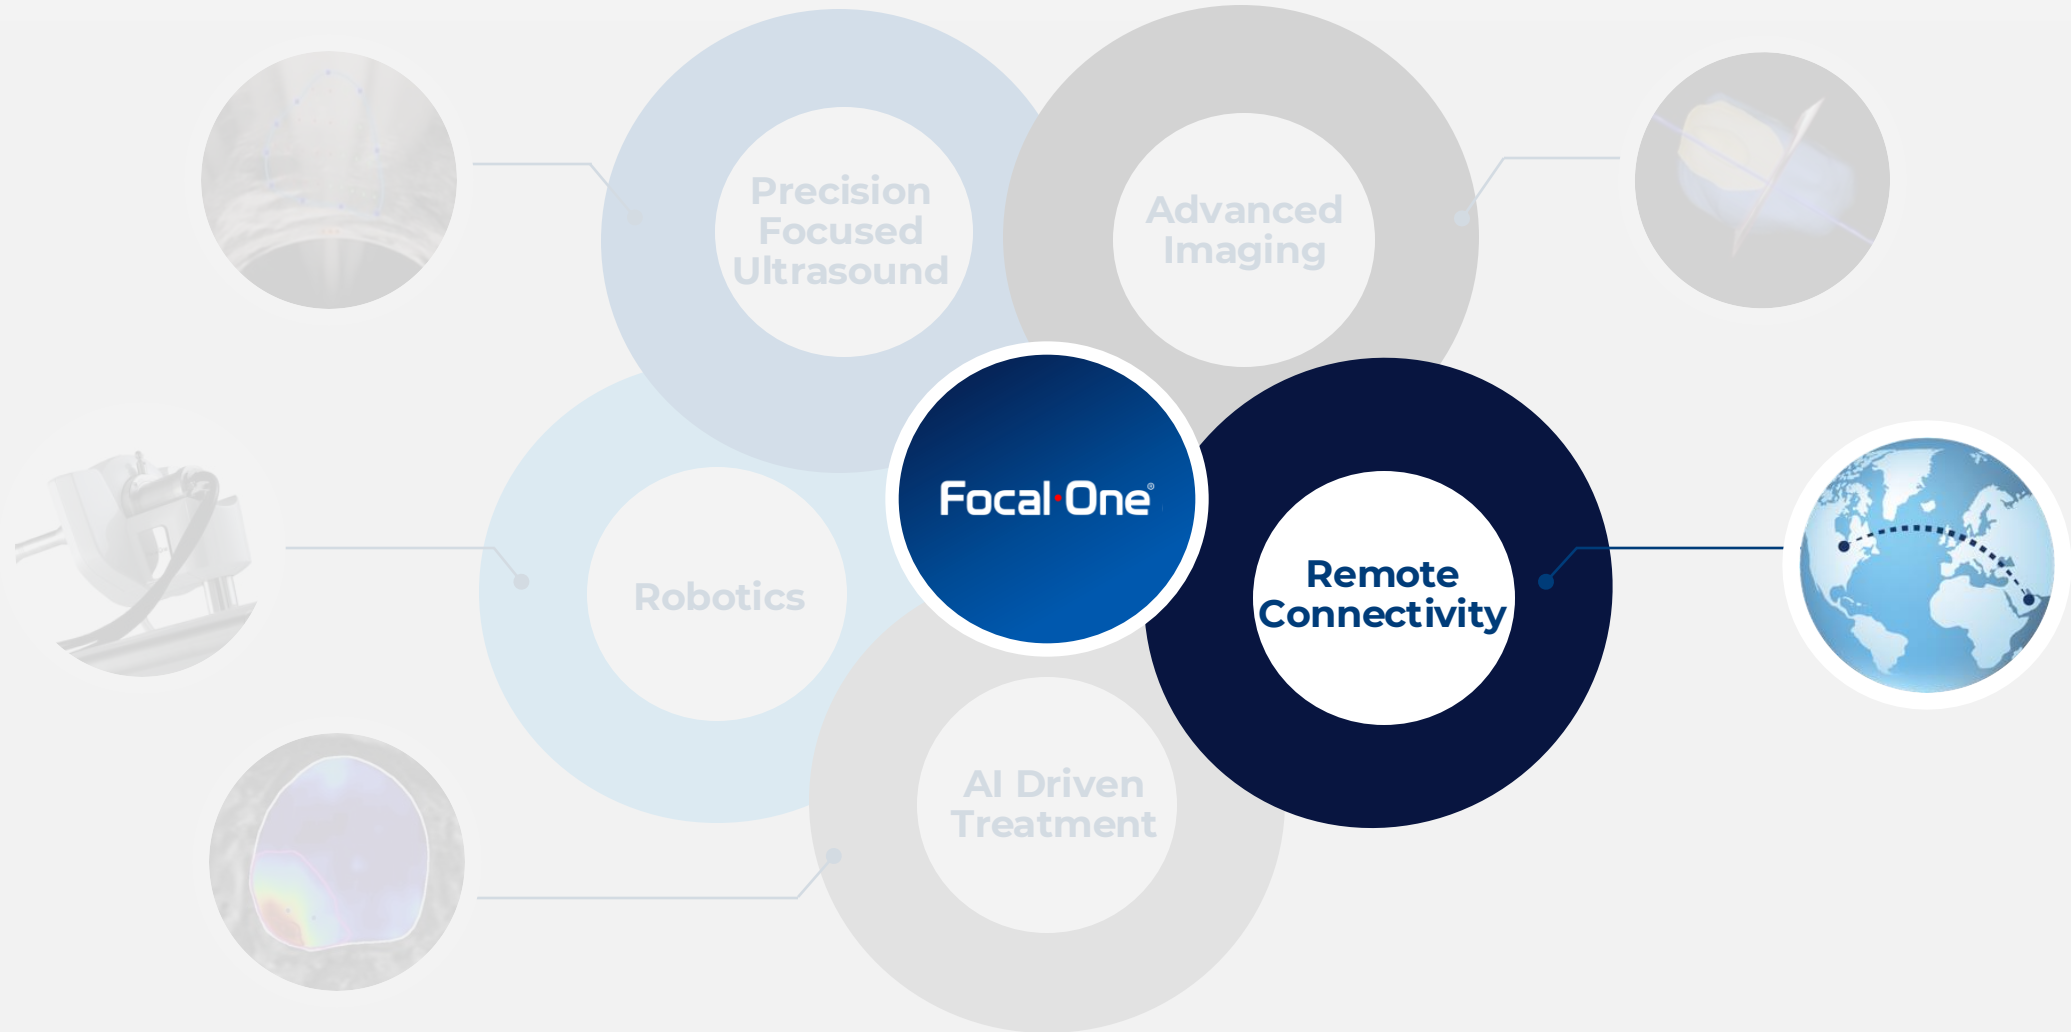 Precision
Focused
Ultrasound
Advanced
Imaging
Focal·One®
Robotics
Remote
Connectivity
AI Driven
Treatment